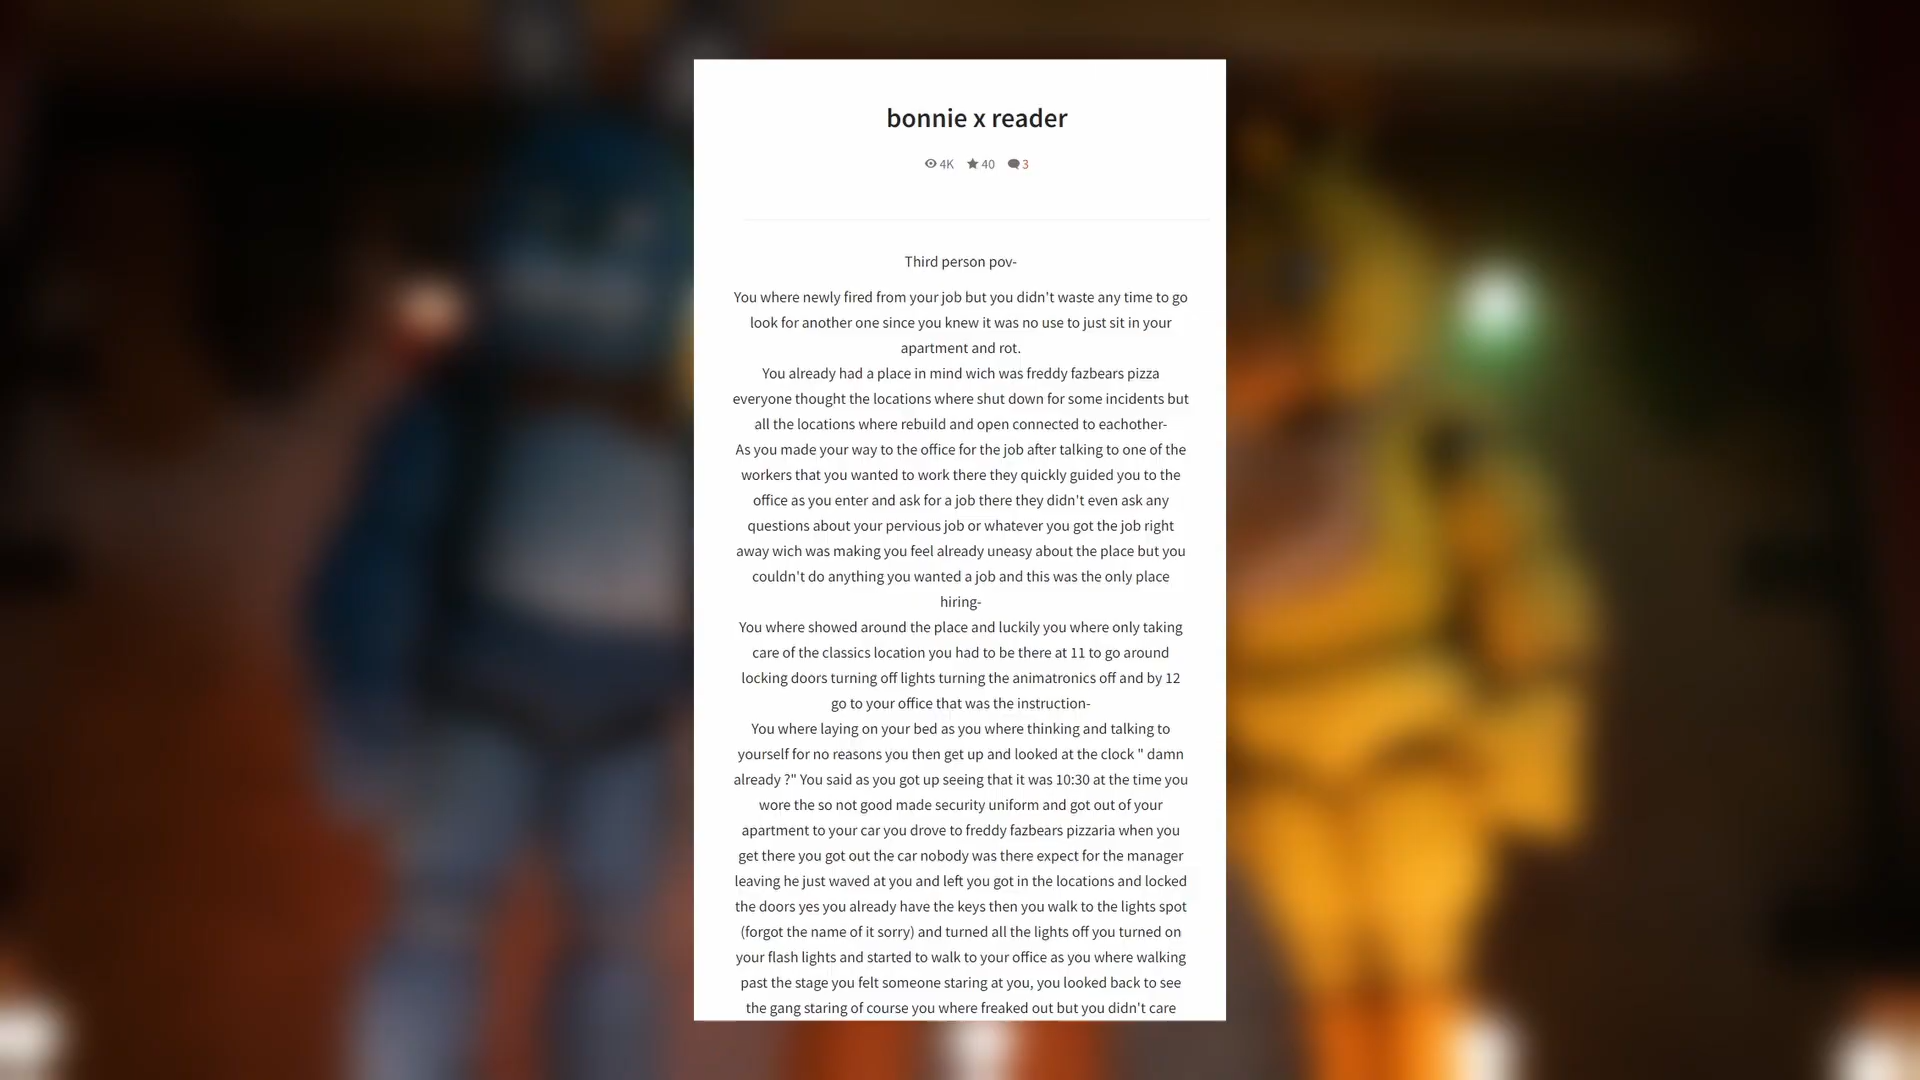 bonnie x reader
4K 40 3
Third person pov-
You where newly fired from your job but you didn't waste any time to go
look for another one since you knew it was no use to just sit in your
apartment and rot.
You already had a place in mind wich was freddy fazbears pizza
everyone thought the locations where shut down for some incidents but
all the locations where rebuild and open connected to eachother-
As you made your way to the office for the job after talking to one of the
workers that you wanted to work there they quickly guided you to the
office as you enter and ask for a job there they didn't even ask any
questions about your pervious job or whatever you got the job right
away wich was making you feel already uneasy about the place but you
couldn't do anything you wanted a job and this was the only place
hiring-
You where showed around the place and luckily you where only taking
care of the classics location you had to be there at 11 to go around
locking doors turning off lights turning the animatronics off and by 12
go to your office that was the instruction-
You where laying on your bed as you where thinking and talking to
yourself for no reasons you then get up and looked at the clock " damn
already ?" You said as you got up seeing that it was 10:30 at the time you
wore the so not good made security uniform and got out of your
apartment to your car you drove to freddy fazbears pizzaria when you
get there you got out the car nobody was there expect for the manager
leaving he just waved at you and left you got in the locations and locked
the doors yes you already have the keys then you walk to the lights spot
(forgot the name of it sorry) and turned all the lights off you turned on
your flash lights and started to walk to your office as you where walking
past the stage you felt someone staring at you, you looked back to see
the gang staring of course you where freaked out but you didn't care